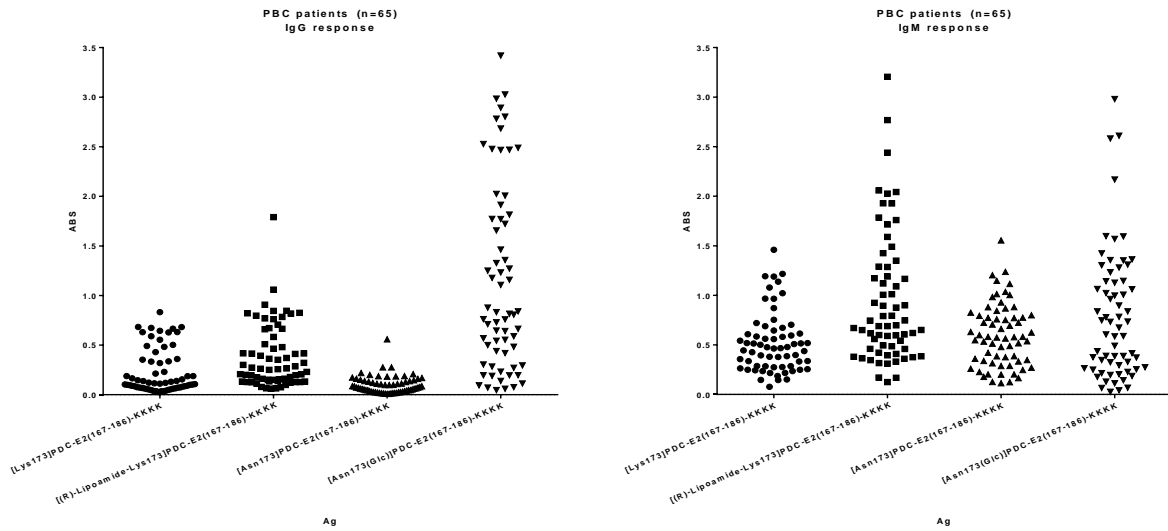 PBC patients (n=65)
IgG response
3.5
3.0
2.5
2.0
1.5
1.0
0.5
0.0
ABS
[Lys173]PDC-E2(167-186)-KKKK
[(R)-Lipoamide-Lys173]PDC-E2(167-186)-KKKK
[Asn173]PDC-E2(167-186)-KKKK
[Asn173(Glc)]PDC-E2(167-186)-KKKK
Ag
PBC patients (n=65)
IgM response
3.5
3.0
2.5
2.0
1.5
1.0
0.5
0.0
ABS
[Lys173]PDC-E2(167-186)-KKKK
[(R)-Lipoamide-Lys173]PDC-E2(167-186)-KKKK
[Asn173]PDC-E2(167-186)-KKKK
[Asn173(Glc)]PDC-E2(167-186)-KKKK
Ag